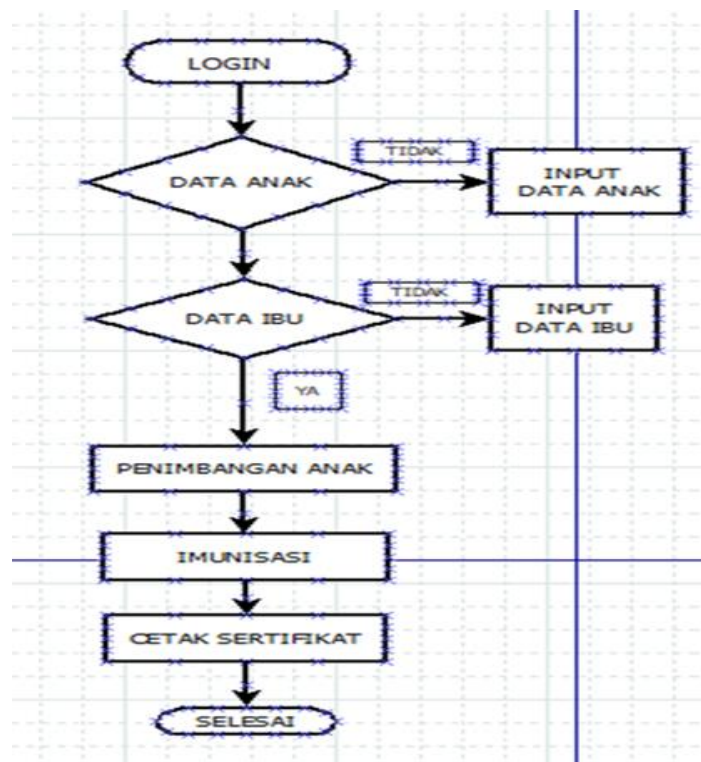 LOGIN
DATA ANAK
TIDAK
INPUT
DATA ANAK
DATA IBU
TIDAK
INPUT
DATA IBU
YA
PENIMBANGAN ANAK
IMUNISASI
CETAK SERTIFIKAT
SELESAI